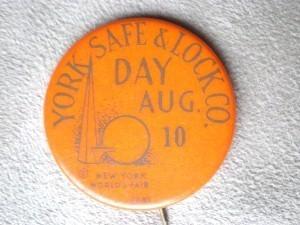 YORK SAFE & LOCK CO.
DAY
AUG.
10
NEW YORK
WORLD'S FAIR